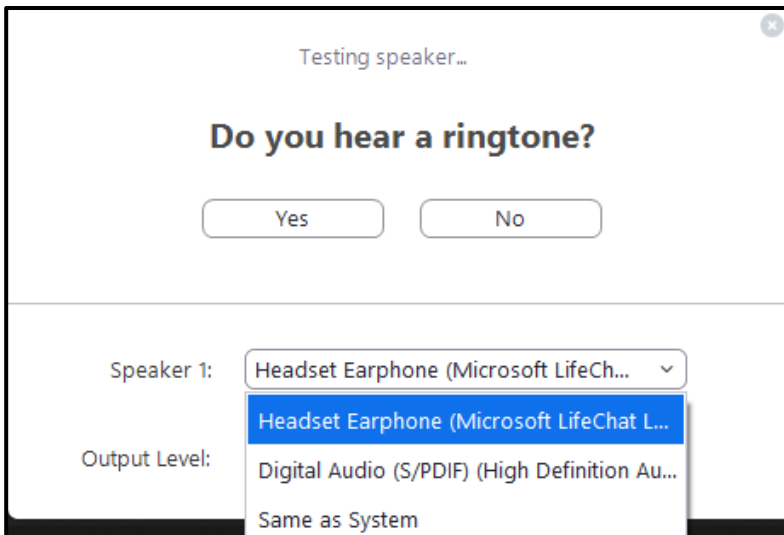 Testing speaker...
Do you hear a ringtone?
Yes No
Speaker 1: Headset Earphone (Microsoft LifeCh...
Headset Earphone (Microsoft LifeChat L...
Output Level:
Digital Audio (S/PDIF) (High Definition Au...
Same as System